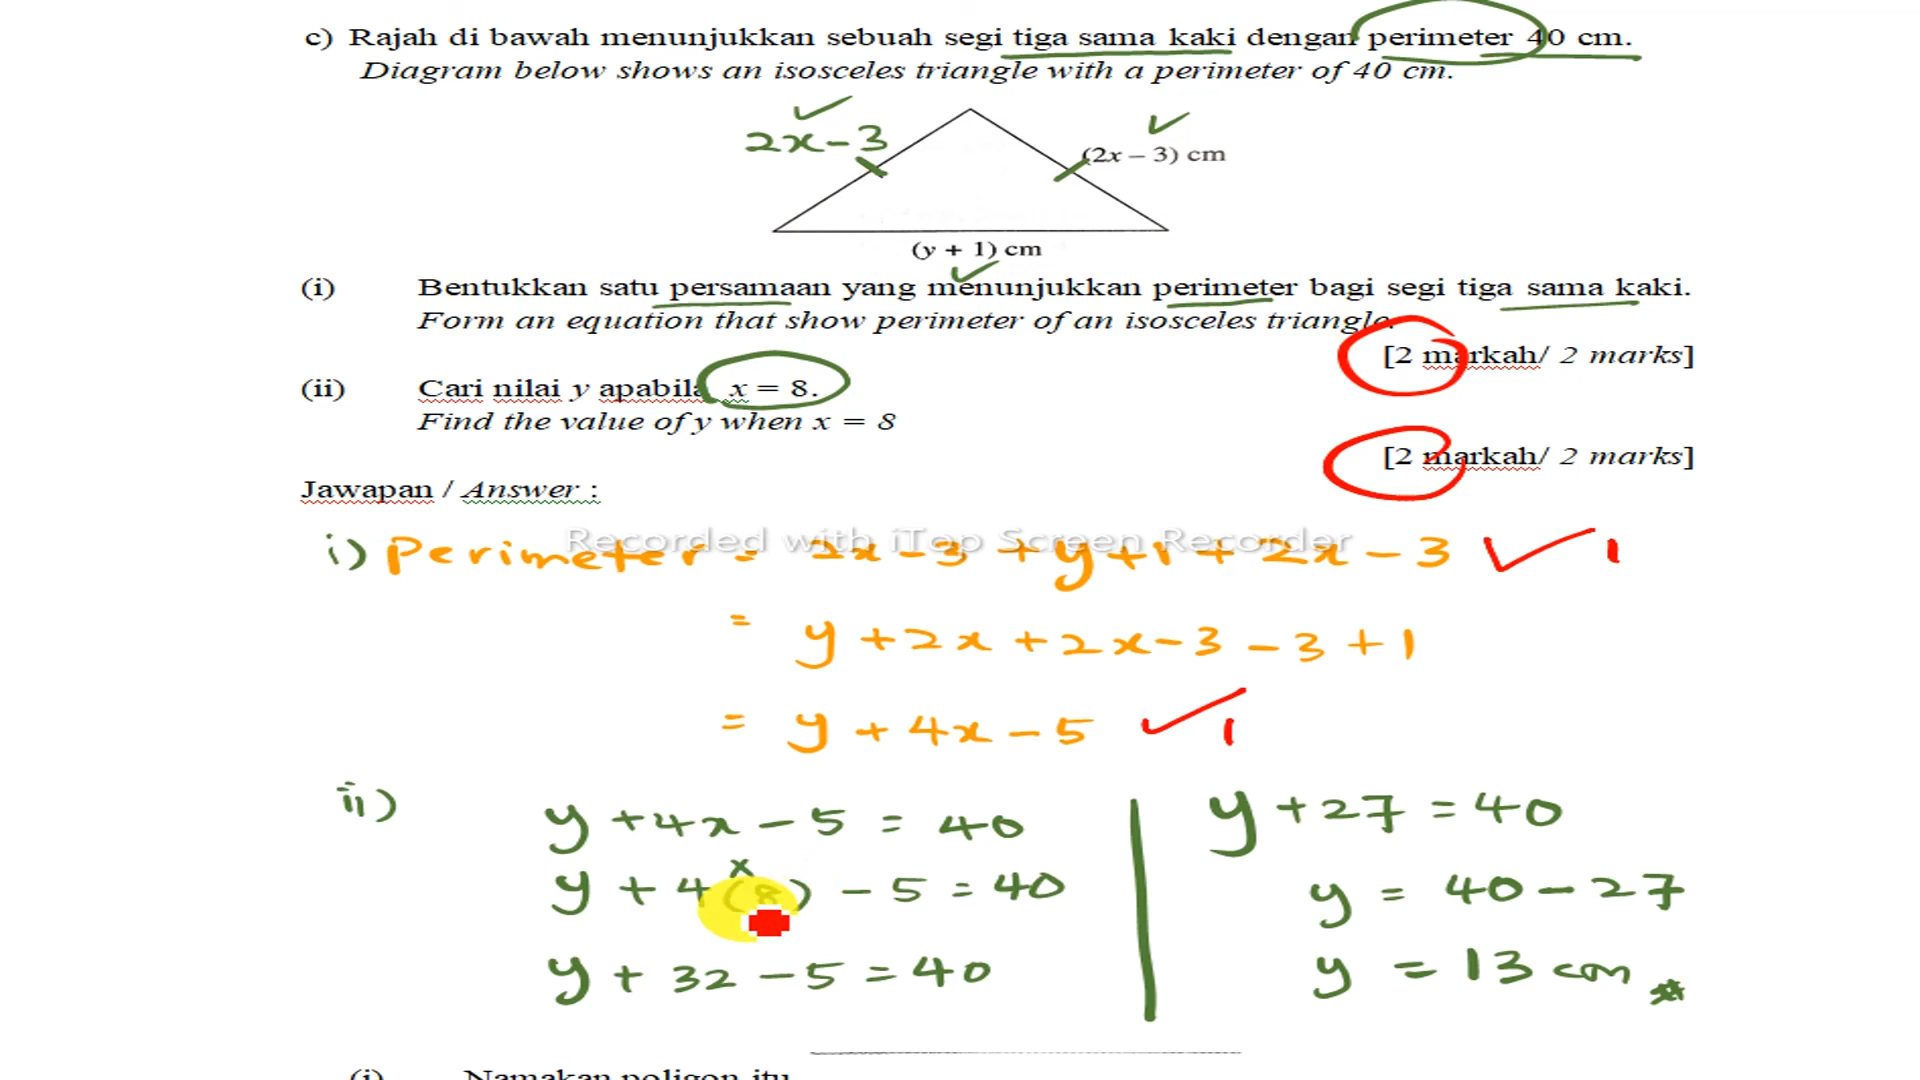 c) Rajah di bawah menunjukkan sebuah segi tiga sama kaki dengan perimeter 40 cm.
Diagram below shows an isosceles triangle with a perimeter of 40 cm.
2x-3
(2x – 3) cm
(y + 1) cm
(i) Bentukkan satu persamaan yang menunjukkan perimeter bagi segi tiga sama kaki.
Form an equation that show perimeter of an isosceles triangle.
[2 markah/ 2 marks]
(ii) Cari nilai y apabila x = 8.
Find the value of y when x = 8
[2 markah/ 2 marks]
Jawapan / Answer :
Recorded with iTop Screen Recorder
i) Perimeter = 2x-3 + y+1 + 2x-3 1
= y + 2x + 2x - 3 - 3 + 1
= y + 4x - 5 1
ii)
y + 4x - 5 = 40
x
y + 4(8) - 5 = 40
y + 32 - 5 = 40
y + 27 = 40
y = 40 - 27
y = 13 cm
(i) Namakan poligon itu